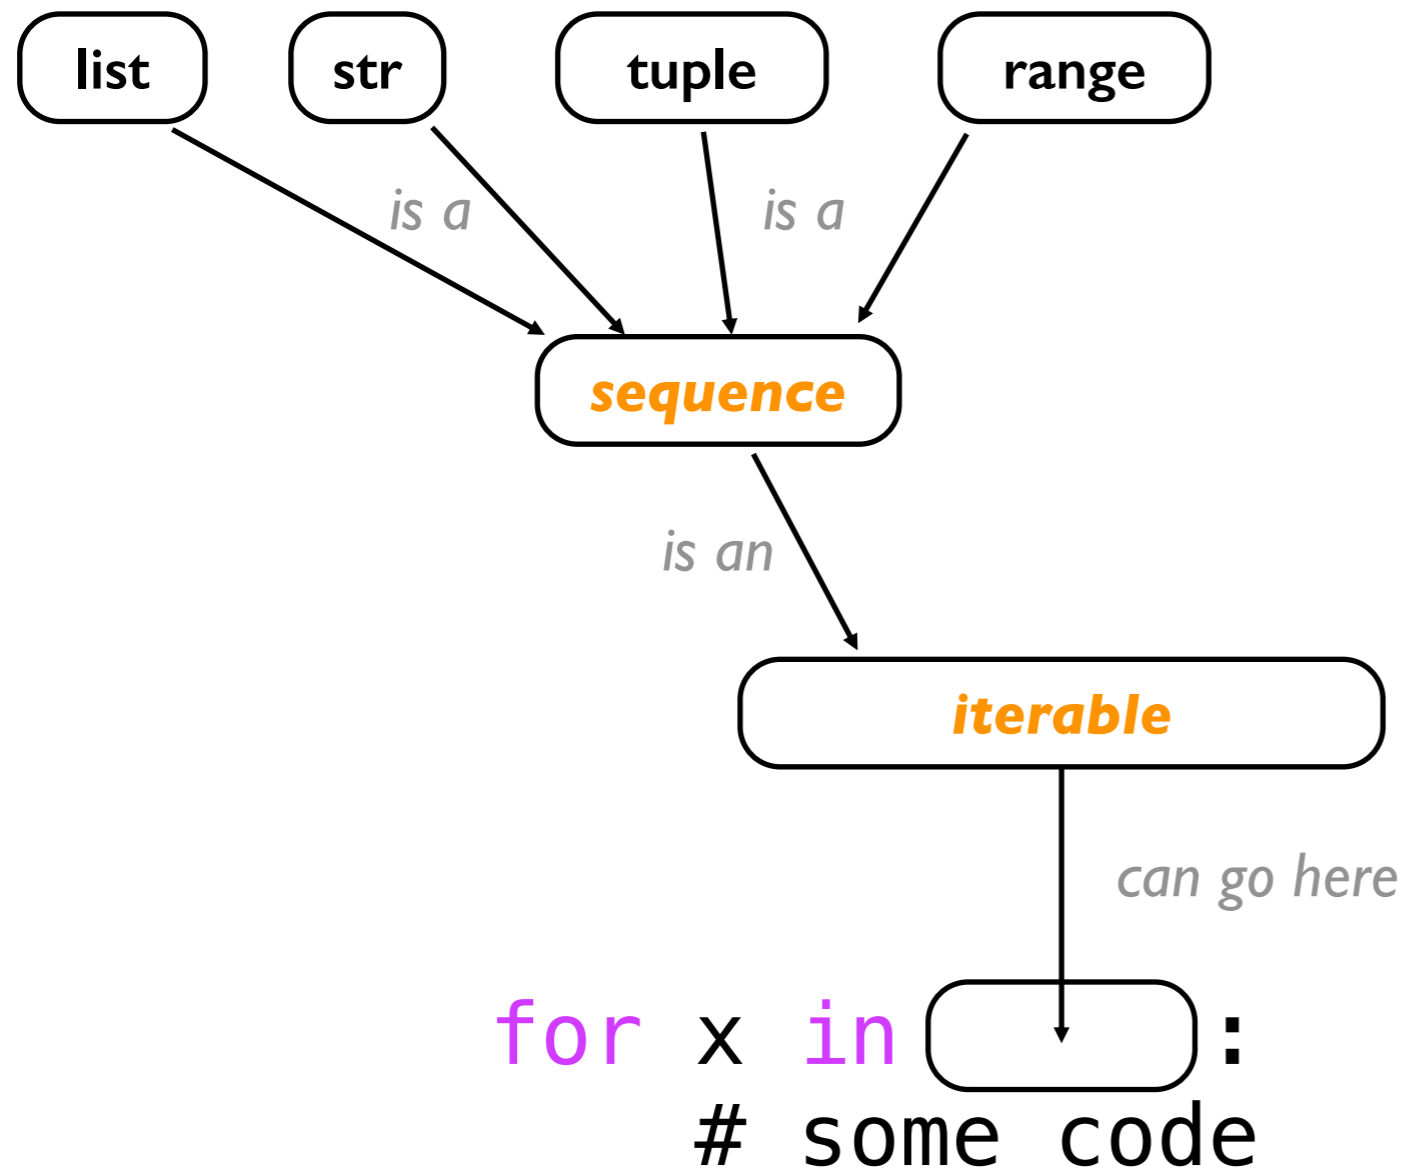 list str tuple range
is a is a
sequence
is an
iterable
can go here
for x in :
# some code